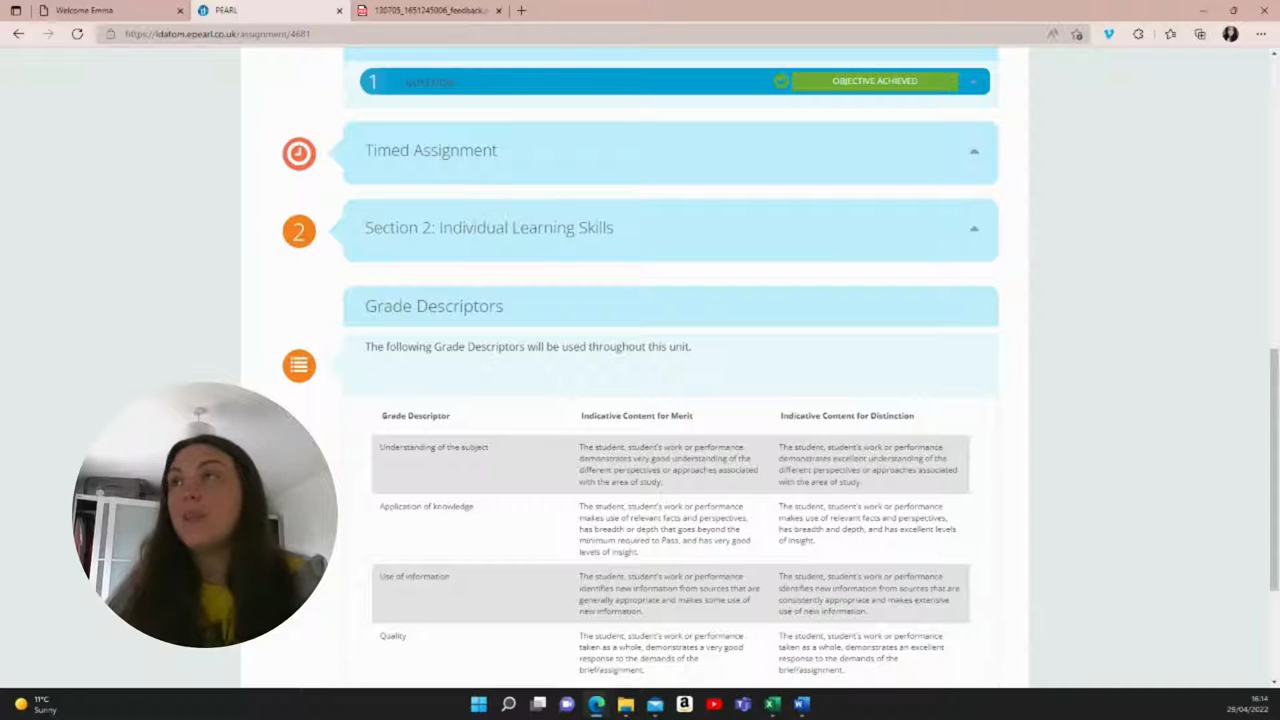 Welcome Emma
PEARL
130705_1651245006_feedback.
https://idatom.epearl.co.uk/assignment/4681
1
OBJECTIVE ACHIEVED
Timed Assignment
2
Section 2: Individual Learning Skills
Grade Descriptors
The following Grade Descriptors will be used throughout this unit.
Grade Descriptor
Indicative Content for Merit
Indicative Content for Distinction
Understanding of the subject
The student, student's work or performance
demonstrates very good understanding of the
different perspectives or approaches associated
with the area of study.
The student, student's work or performance
demonstrates excellent understanding of the
different perspectives or approaches associated
with the area of study.
Application of knowledge
The student, student's work or performance
makes use of relevant facts and perspectives,
has breadth or depth that goes beyond the
minimum required to Pass, and has very good
levels of insight.
The student, student's work or performance
makes use of relevant facts and perspectives,
has breadth and depth, and has excellent levels
of insight.
Use of information
The student, student's work or performance
identifies new information from sources that are
generally appropriate and makes some use of
new information.
The student, student's work or performance
identifies new information from sources that are
consistently appropriate and makes extensive
use of new information.
Quality
The student, student's work or performance
taken as a whole, demonstrates a very good
response to the demands of the
brief/assignment.
The student, student's work or performance
taken as a whole, demonstrates an excellent
response to the demands of the
brief/assignment.
11°C
Sunny
16:14
29/04/2022